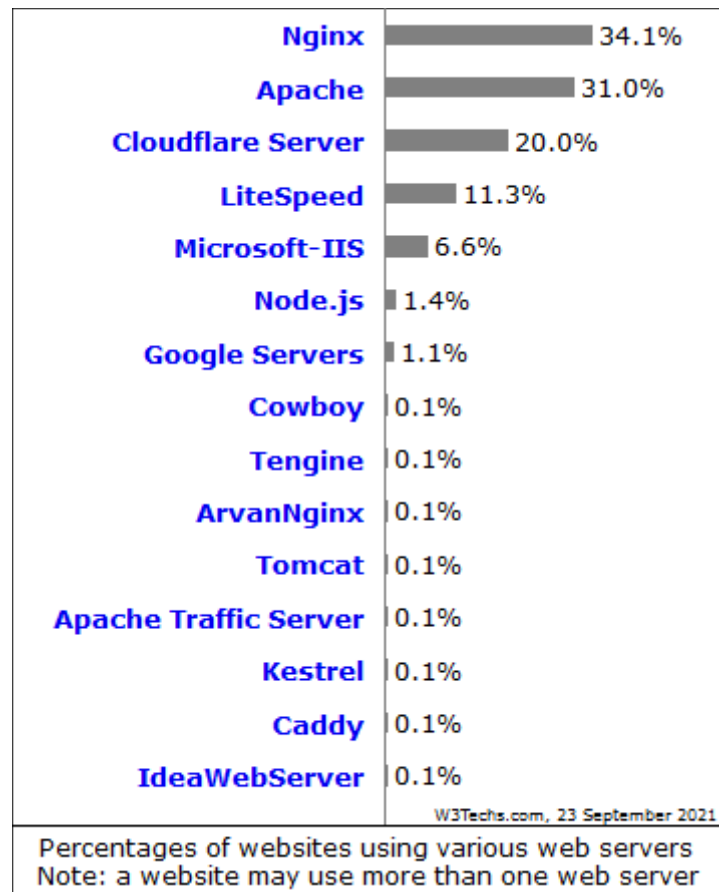 Nginx 34.1%
Apache 31.0%
Cloudflare Server 20.0%
LiteSpeed 11.3%
Microsoft-IIS 6.6%
Node.js 1.4%
Google Servers 1.1%
Cowboy 0.1%
Tengine 0.1%
ArvanNginx 0.1%
Tomcat 0.1%
Apache Traffic Server 0.1%
Kestrel 0.1%
Caddy 0.1%
IdeaWebServer 0.1%
W3Techs.com, 23 September 2021
Percentages of websites using various web servers
Note: a website may use more than one web server